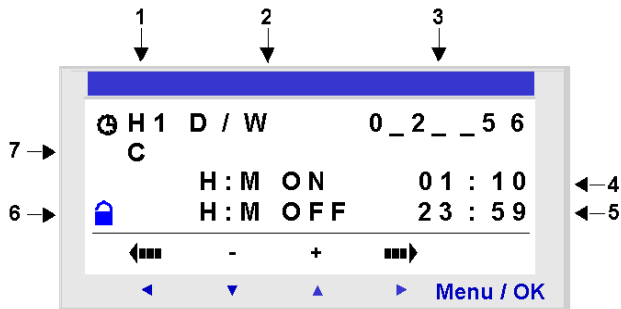 1 2 3
H1 D / W 0_2__56
7 C
H:M ON 01:10 4
6 H:M OFF 23:59 5
- +
Menu / OK